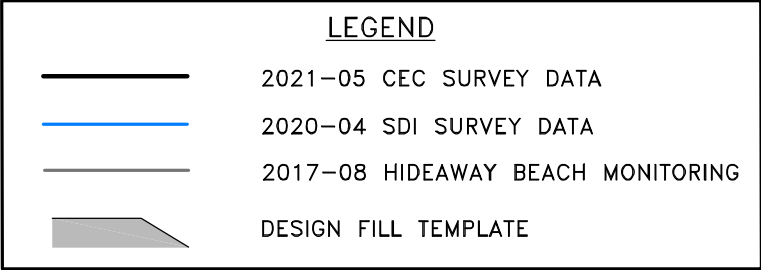 LEGEND
2021-05 CEC SURVEY DATA
2020-04 SDI SURVEY DATA
2017-08 HIDEAWAY BEACH MONITORING
DESIGN FILL TEMPLATE